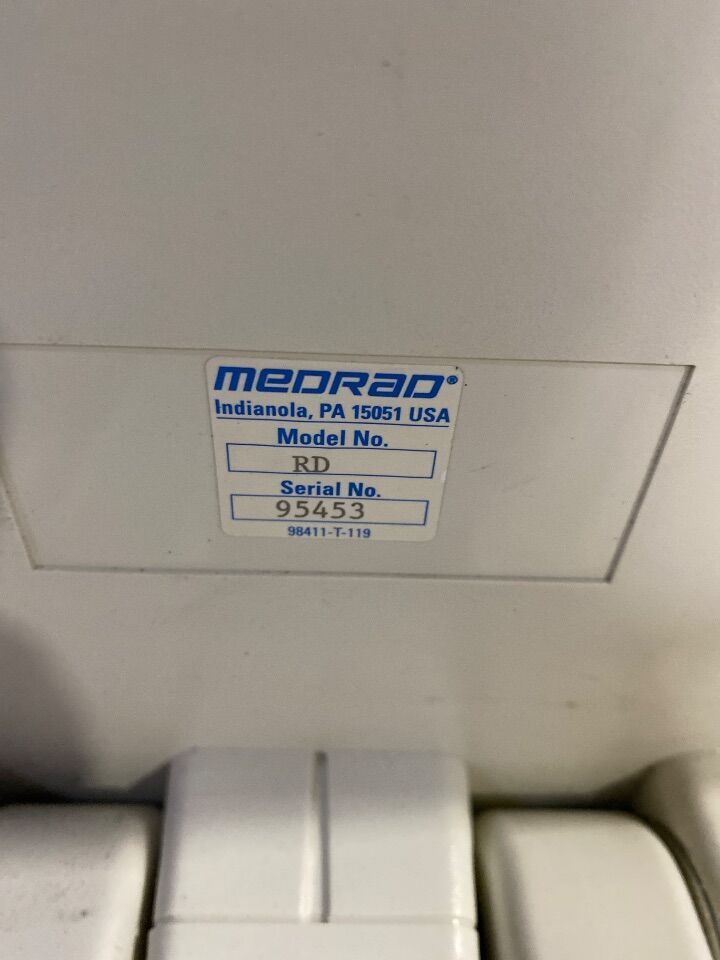 MEDRAD®
Indianola, PA 15051 USA
Model No.
RD
Serial No.
95453
98411-T-119